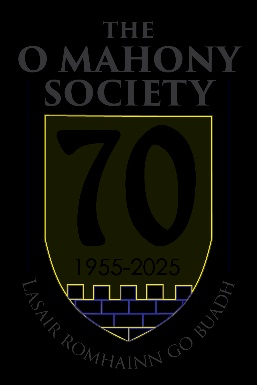 THE
O MAHONY
SOCIETY
70
1955-2025
LASAIR ROMHAINN GO BUADH